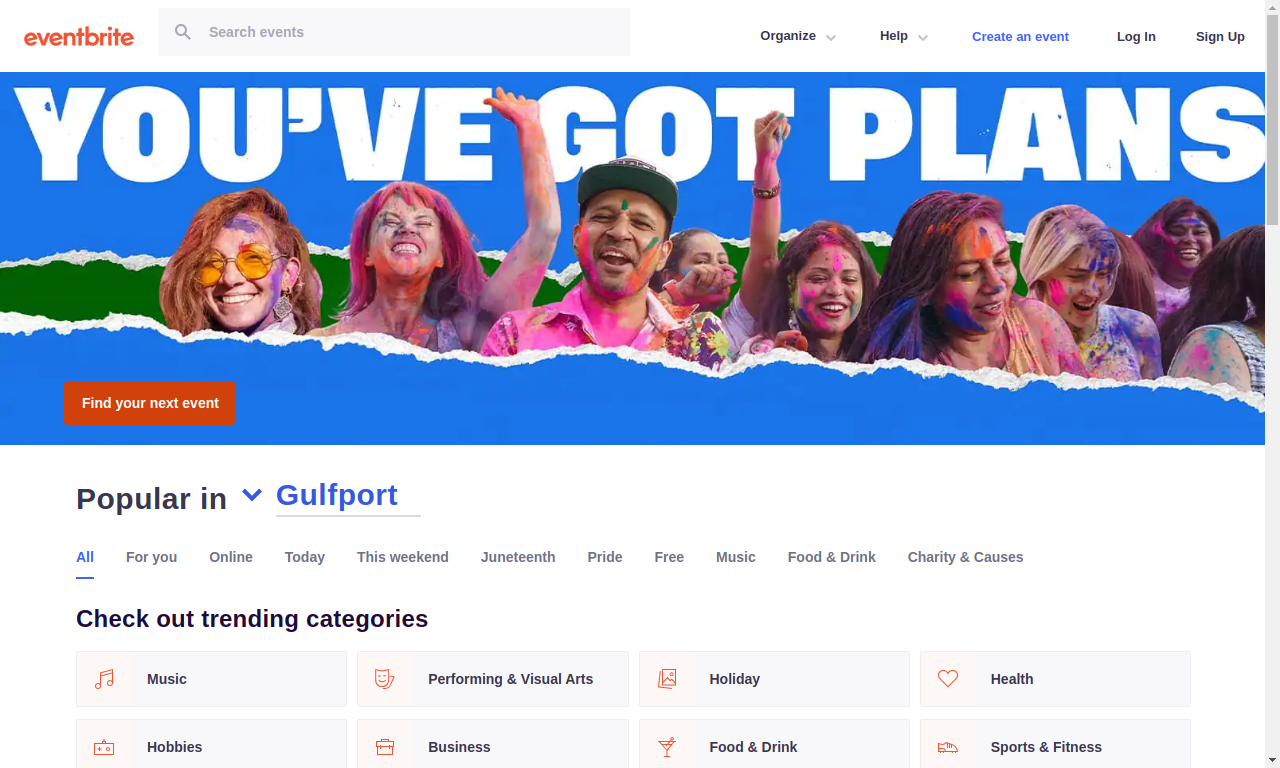 eventbrite
Search events
Organize
Help
Create an event
Log In
Sign Up
YOU'VE GOT PLANS
Find your next event
Popular in Gulfport
All For you Online Today This weekend Juneteenth Pride Free Music Food & Drink Charity & Causes
Check out trending categories
Music
Performing & Visual Arts
Holiday
Health
Hobbies
Business
Food & Drink
Sports & Fitness